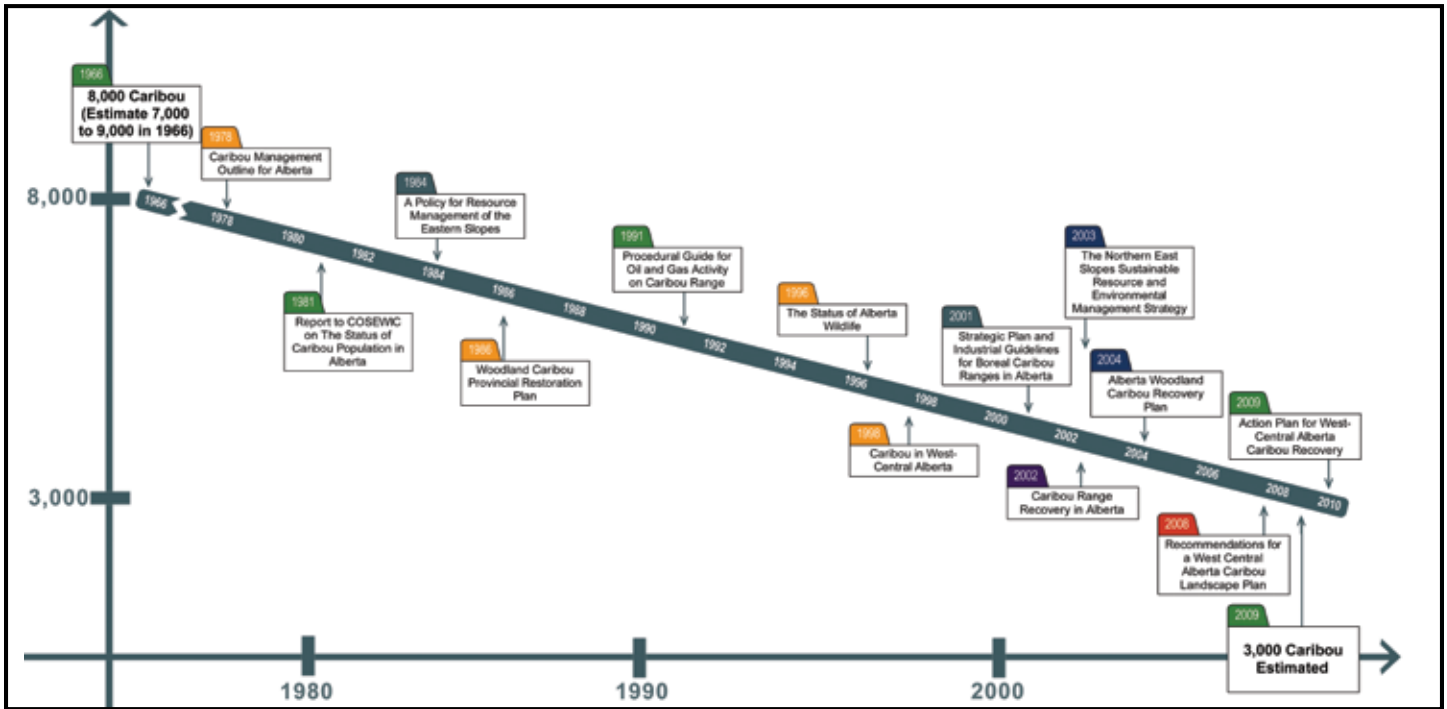 1966
8,000 Caribou
(Estimate 7,000
to 9,000 in 1966)
1978
Caribou Management
Outline for Alberta
1984
A Policy for Resource
Management of the
Eastern Slopes
1991
Procedural Guide for
Oil and Gas Activity
on Caribou Range
1996
The Status of Alberta
Wildlife
2001
Strategic Plan and
Industrial Guidelines
for Boreal Caribou
Ranges in Alberta
2003
The Northern East
Slopes Sustainable
Resource and
Environmental
Management Strategy
2004
Alberta Woodland
Caribou Recovery
Plan
2009
Action Plan for West-
Central Alberta
Caribou Recovery
8,000
3,000
1966
1978
1980
1982
1984
1986
1988
1990
1992
1994
1996
1998
2000
2002
2004
2006
2008
2010
1981
Report to COSEWIC
on The Status of
Caribou Population in
Alberta
1986
Woodland Caribou
Provincial Restoration
Plan
1998
Caribou in West-
Central Alberta
2002
Caribou Range
Recovery in Alberta
2008
Recommendations for
a West Central
Alberta Caribou
Landscape Plan
2009
3,000 Caribou
Estimated
1980
1990
2000